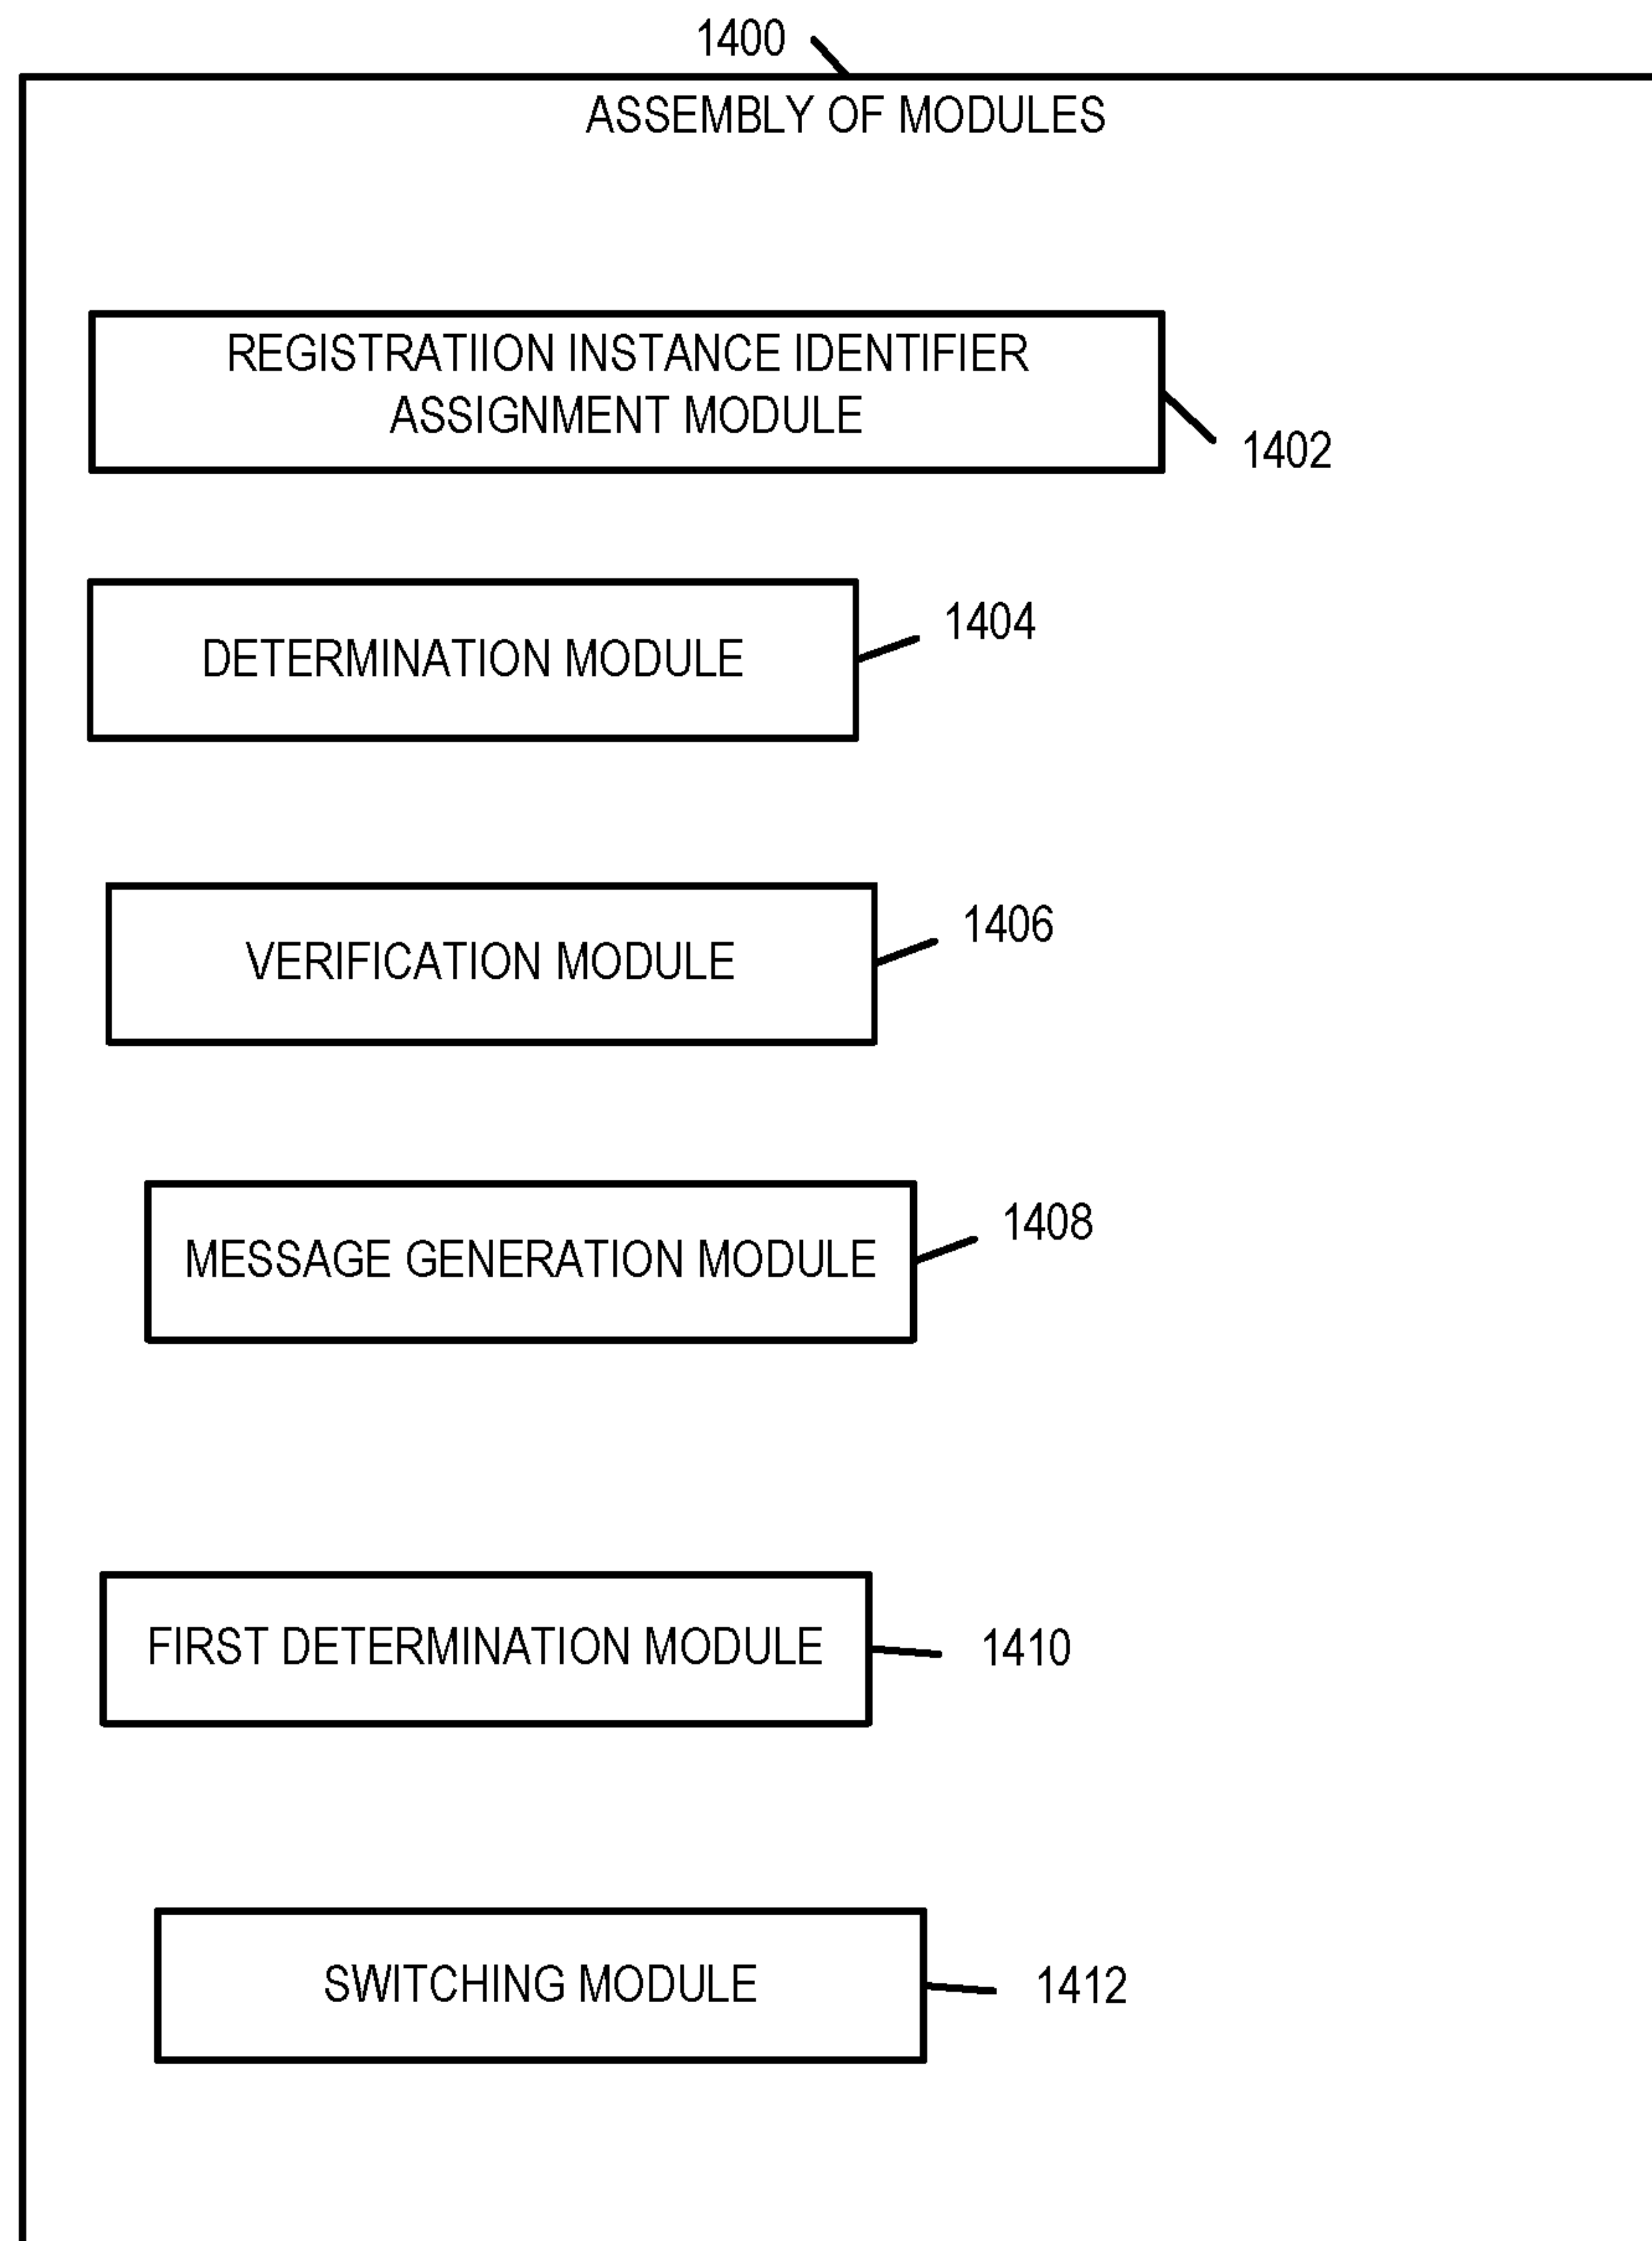 1400
ASSEMBLY OF MODULES
REGISTRATIION INSTANCE IDENTIFIER
ASSIGNMENT MODULE
1402
DETERMINATION MODULE
1404
VERIFICATION MODULE
1406
MESSAGE GENERATION MODULE
1408
FIRST DETERMINATION MODULE
1410
SWITCHING MODULE
1412